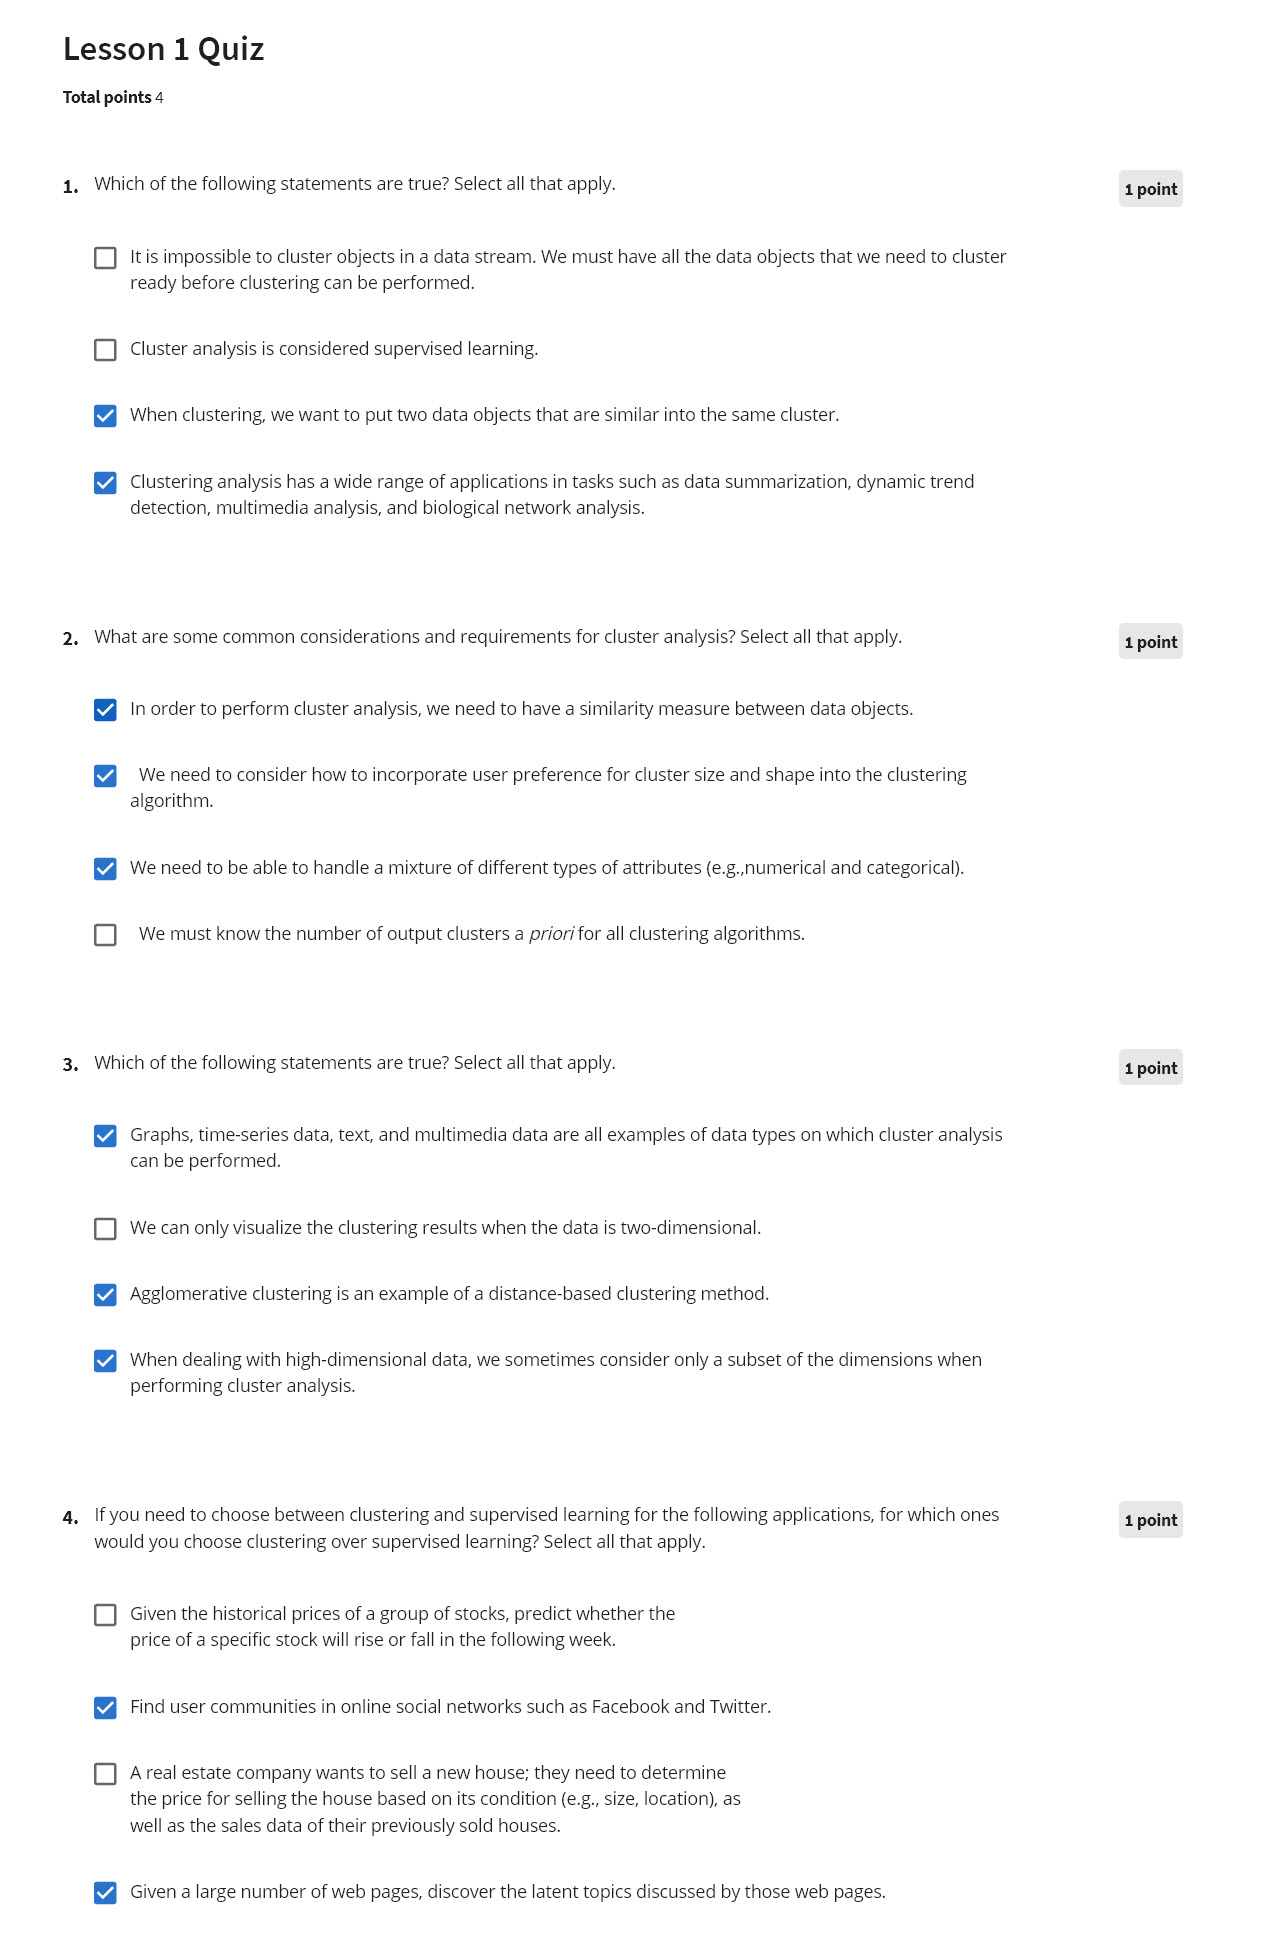 Lesson 1 Quiz
Total points 4
1. Which of the following statements are true? Select all that apply.
1 point
It is impossible to cluster objects in a data stream. We must have all the data objects that we need to cluster
ready before clustering can be performed.
Cluster analysis is considered supervised learning.
When clustering, we want to put two data objects that are similar into the same cluster.
Clustering analysis has a wide range of applications in tasks such as data summarization, dynamic trend
detection, multimedia analysis, and biological network analysis.
2. What are some common considerations and requirements for cluster analysis? Select all that apply.
1 point
In order to perform cluster analysis, we need to have a similarity measure between data objects.
We need to consider how to incorporate user preference for cluster size and shape into the clustering
algorithm.
We need to be able to handle a mixture of different types of attributes (e.g.,numerical and categorical).
We must know the number of output clusters a priori for all clustering algorithms.
3. Which of the following statements are true? Select all that apply.
1 point
Graphs, time-series data, text, and multimedia data are all examples of data types on which cluster analysis
can be performed.
We can only visualize the clustering results when the data is two-dimensional.
Agglomerative clustering is an example of a distance-based clustering method.
When dealing with high-dimensional data, we sometimes consider only a subset of the dimensions when
performing cluster analysis.
4. If you need to choose between clustering and supervised learning for the following applications, for which ones
would you choose clustering over supervised learning? Select all that apply.
1 point
Given the historical prices of a group of stocks, predict whether the
price of a specific stock will rise or fall in the following week.
Find user communities in online social networks such as Facebook and Twitter.
A real estate company wants to sell a new house; they need to determine
the price for selling the house based on its condition (e.g., size, location), as
well as the sales data of their previously sold houses.
Given a large number of web pages, discover the latent topics discussed by those web pages.